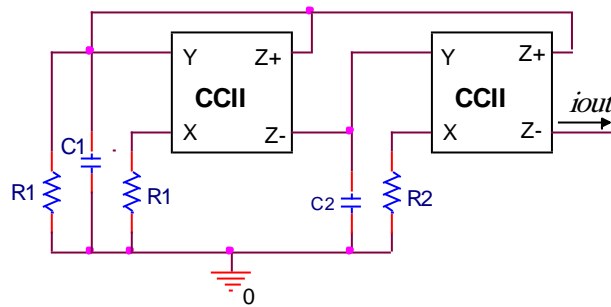 Y Z+ Y Z+
CCII CCII
iout
X Z- X Z-
C1
R1 R1 C2 R2
0